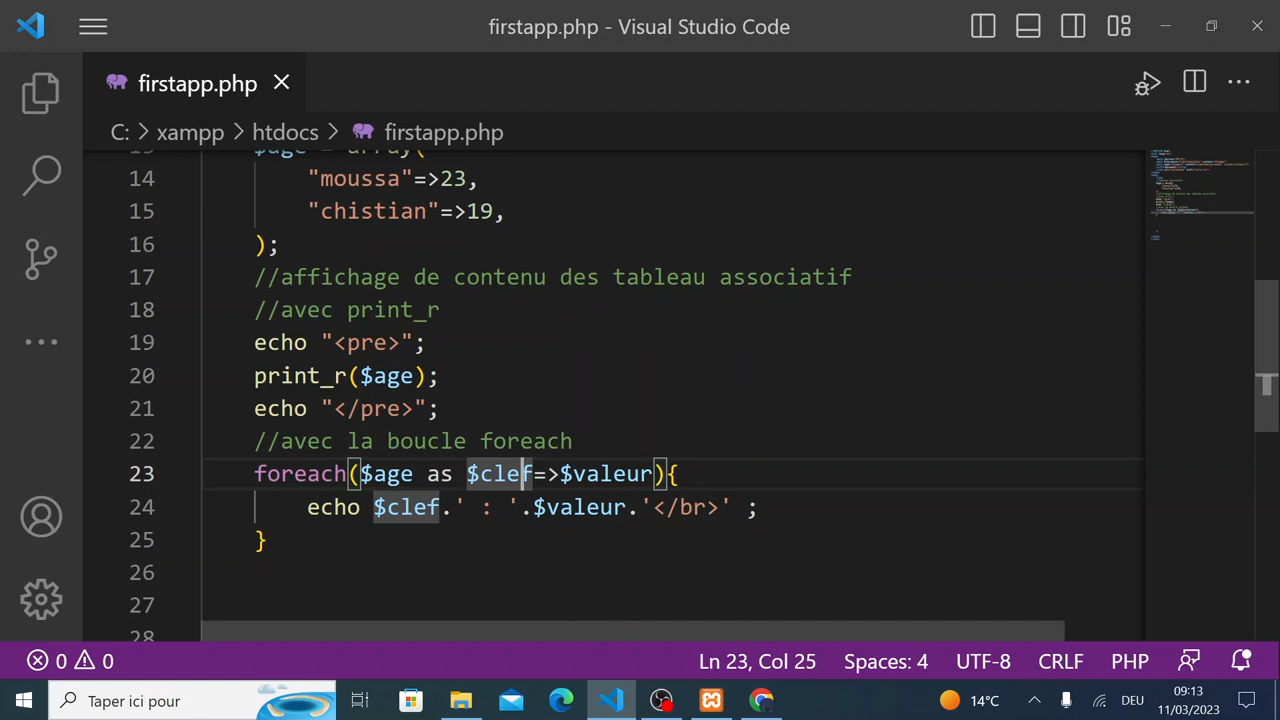 firstapp.php - Visual Studio Code
firstapp.php
C: > xampp > htdocs > firstapp.php
$age = array(
14 "moussa"=>23,
15 "chistian"=>19,
16 );
17 //affichage de contenu des tableau associatif
18 //avec print_r
19 echo "<pre>";
20 print_r($age);
21 echo "</pre>";
22 //avec la boucle foreach
23 foreach($age as $clef=>$valeur){
24 echo $clef.' : '.$valeur.'</br>' ;
25 }
26
27
28
0 0 Ln 23, Col 25 Spaces: 4 UTF-8 CRLF PHP
Taper ici pour 14°C DEU 09:13
11/03/2023